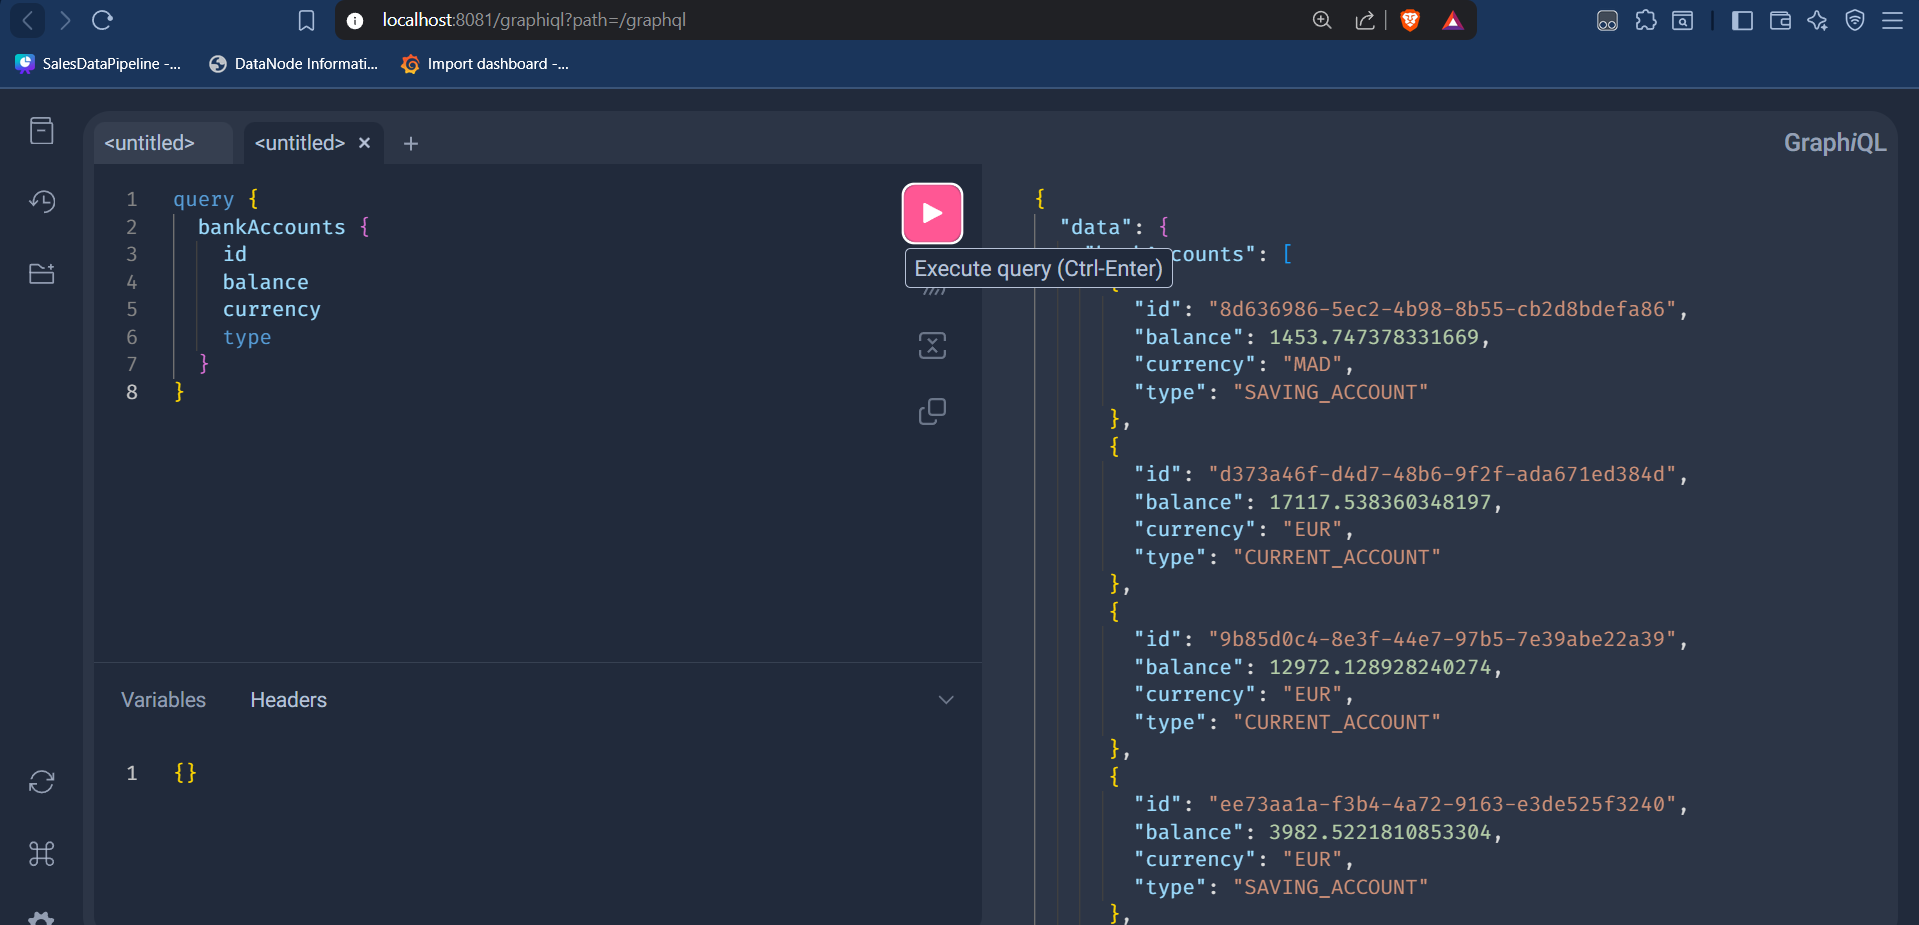 localhost:8081/graphiql?path=/graphql
SalesDataPipeline -...
DataNode Informati...
Import dashboard -...
<untitled>
<untitled> × +
GraphiQL
1 query {
2 bankAccounts {
3 id
4 balance
5 currency
6 type
7 }
8 }
Execute query (Ctrl-Enter)
Variables
Headers
1 {}
{
"data": {
counts": [
{
"id": "8d636986-5ec2-4b98-8b55-cb2d8bdefa86",
"balance": 1453.747378331669,
"currency": "MAD",
"type": "SAVING_ACCOUNT"
},
{
"id": "d373a46f-d4d7-48b6-9f2f-ada671ed384d",
"balance": 17117.538360348197,
"currency": "EUR",
"type": "CURRENT_ACCOUNT"
},
{
"id": "9b85d0c4-8e3f-44e7-97b5-7e39abe22a39",
"balance": 12972.128928240274,
"currency": "EUR",
"type": "CURRENT_ACCOUNT"
},
{
"id": "ee73aa1a-f3b4-4a72-9163-e3de525f3240",
"balance": 3982.5221810853304,
"currency": "EUR",
"type": "SAVING_ACCOUNT"
},